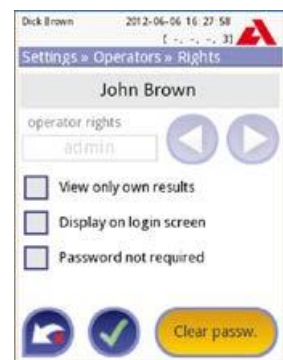 Dick Brown 2012-06-06 16 27 58
[ -, -, -, 3]
Settings » Operators » Rights
John Brown
operator rights
admin
View only own results
Display on login screen
Password not required
Clear passw.